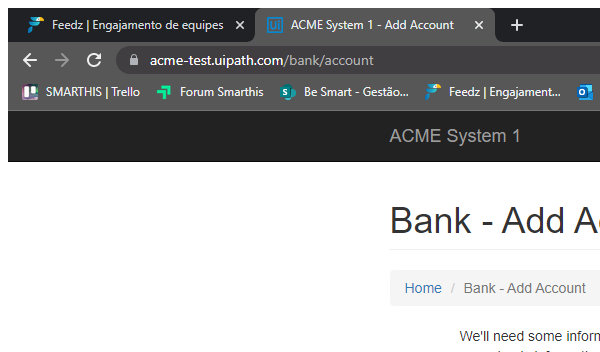 Feedz | Engajamento de equipes
ACME System 1 - Add Account
acme-test.uipath.com/bank/account
SMARTHIS | Trello
Forum Smarthis
Be Smart - Gestão...
Feedz | Engajament...
ACME System 1
Bank - Add A
Home / Bank - Add Account
We'll need some inform